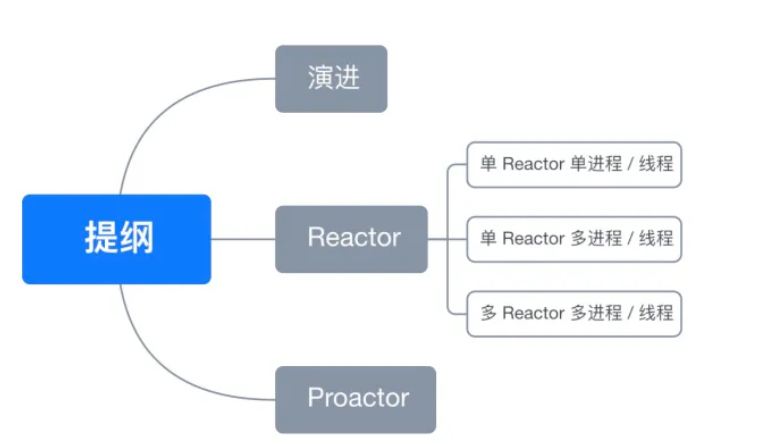 演进
单 Reactor 单进程 / 线程
提纲
Reactor
单 Reactor 多进程 / 线程
多 Reactor 多进程 / 线程
Proactor